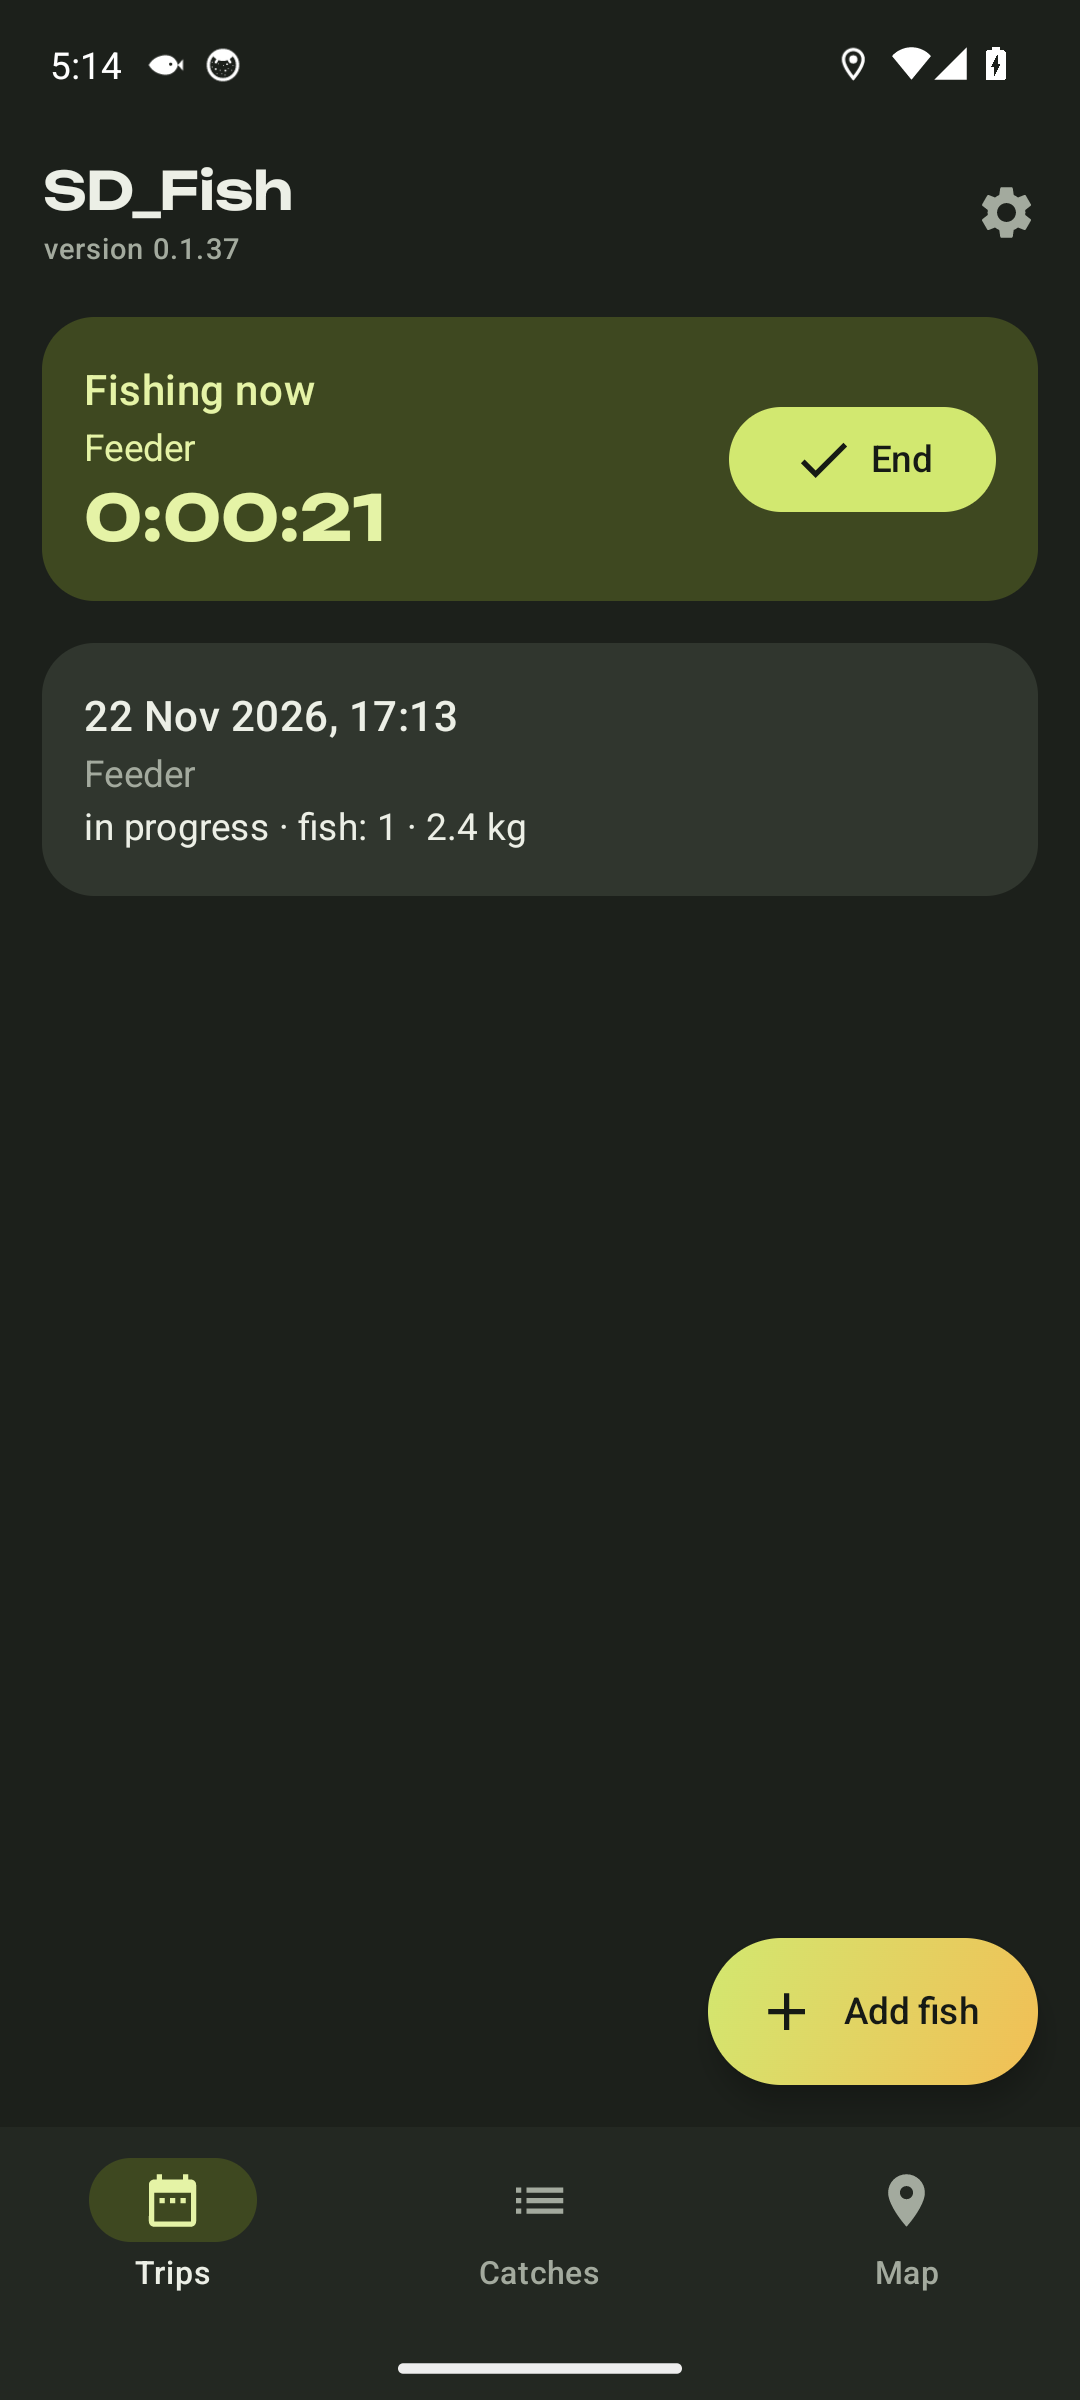 5:14
SD_Fish
version 0.1.37
Fishing now
Feeder
0:00:21
End
22 Nov 2026, 17:13
Feeder
in progress · fish: 1 · 2.4 kg
Add fish
Trips
Catches
Map